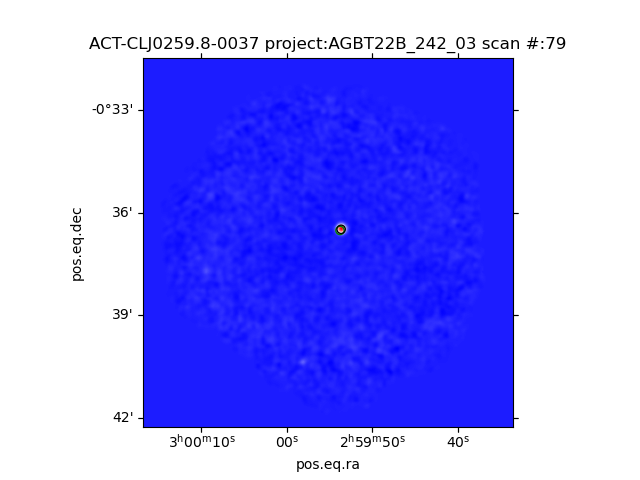 ACT-CLJ0259.8-0037 project:AGBT22B_242_03 scan #:79
-0°33'
36'
39'
42'
pos.eq.dec
3ʰ00ᵐ10ˢ 00ˢ 2ʰ59ᵐ50ˢ 40ˢ
pos.eq.ra